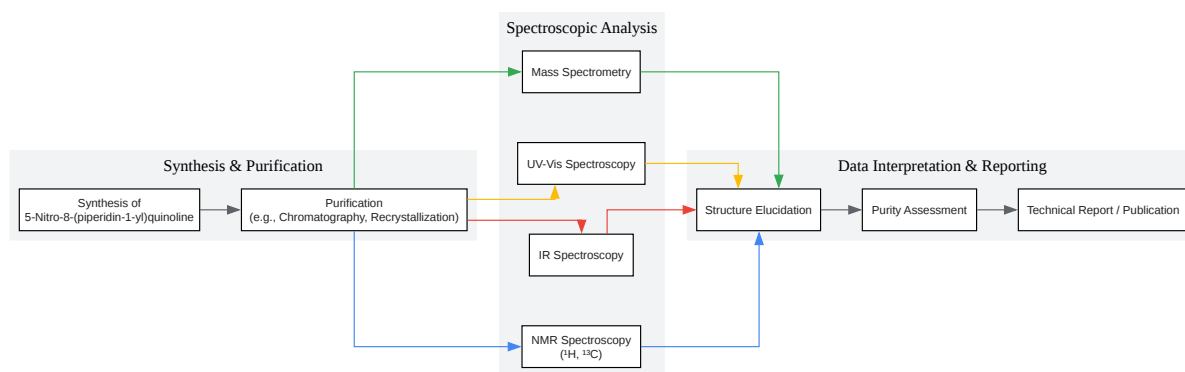 Spectroscopic Analysis
Mass Spectrometry
UV-Vis Spectroscopy
IR Spectroscopy
NMR Spectroscopy
(¹H, ¹³C)
Synthesis & Purification
Synthesis of
5-Nitro-8-(piperidin-1-yl)quinoline
Purification
(e.g., Chromatography, Recrystallization)
Data Interpretation & Reporting
Structure Elucidation
Purity Assessment
Technical Report / Publication